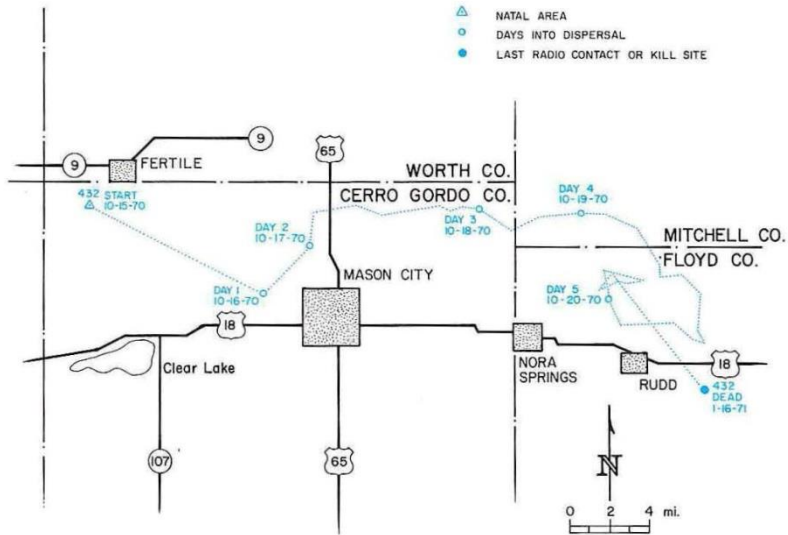 NATAL AREA
DAYS INTO DISPERSAL
LAST RADIO CONTACT OR KILL SITE
9
65
9
FERTILE
WORTH CO.
CERRO GORDO CO.
432 START
10-15-70
DAY 2
10-17-70
DAY 3
10-18-70
DAY 4
10-19-70
MITCHELL CO.
FLOYD CO.
DAY 1
10-16-70
MASON CITY
DAY 5
10-20-70
18
Clear Lake
NORA
SPRINGS
RUDD
18
432
DEAD
1-16-71
107
65
N
0 2 4 mi.